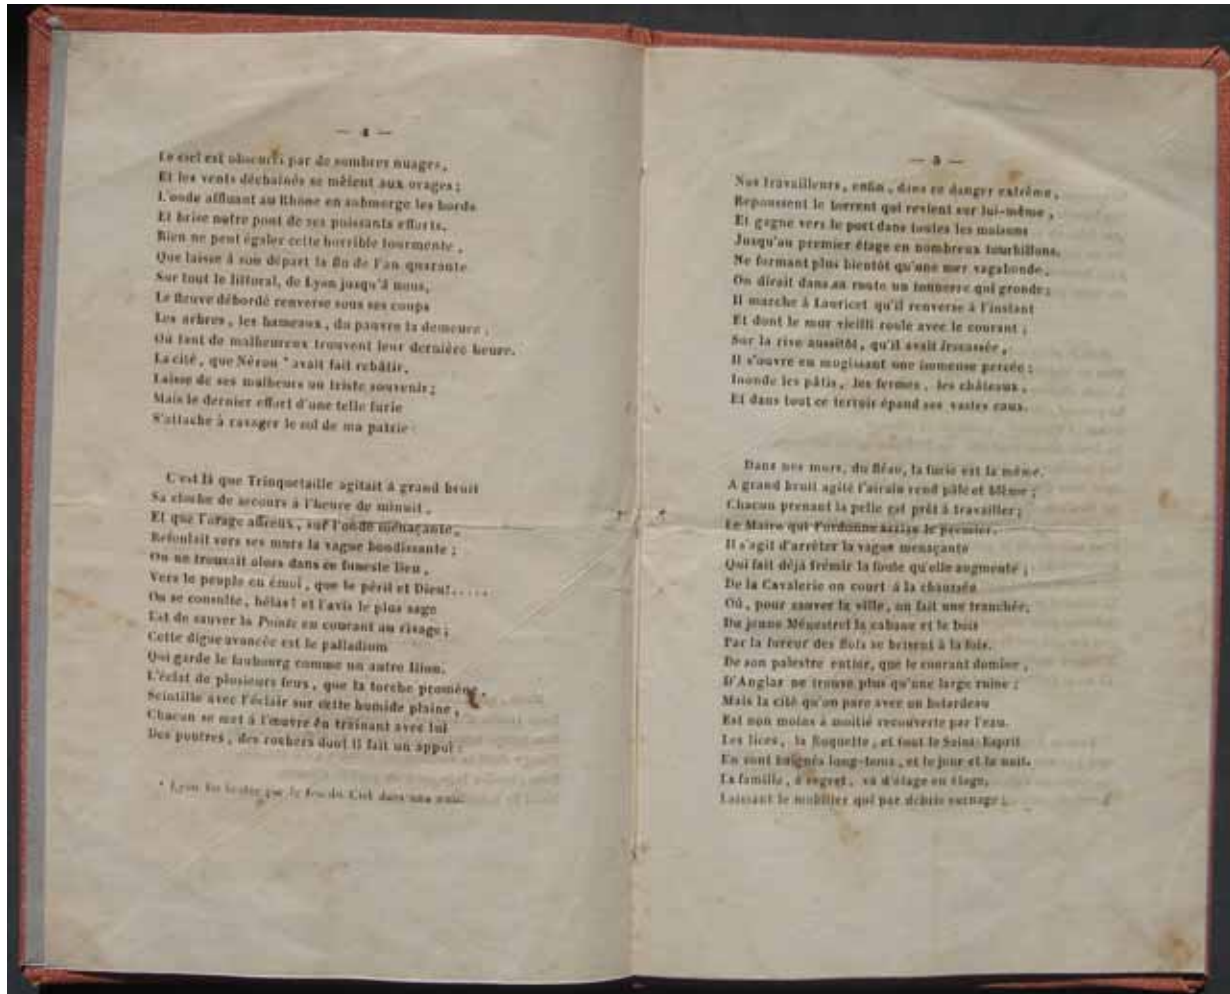 — 4 —
Le ciel est obscurci par de sombres nuages,
Et les vents déchaînés se mêlent aux orages ;
L'onde affluant au Rhône en submerge les bords
Et brise notre pont de ses puissants efforts.
Rien ne peut égaler cette horrible tourmente,
Que laisse à son départ la fin de l'an quarante
Sur tout le littoral, de Lyon jusqu'à nous,
Le fleuve débordé renverse sous ses coups
Les arbres, les hameaux, du pauvre la demeure,
Où tant de malheureux trouvent leur dernière heure.
La cité, que Néron * avait fait rebâtir,
Laisse de ses malheurs un triste souvenir ;
Mais le dernier effort d'une telle furie
S'attache à ravager le sol de ma patrie
C'est là que Trinquetaille agitait à grand bruit
Sa cloche de secours à l'heure de minuit,
Et que l'orage affreux, sur l'onde menaçante,
Refoulait vers ses murs la vague bondissante ;
On ne trouvait alors dans ce funeste lieu,
Vers le peuple en émoi, que le péril et Dieu!.....
On se consulte, hélas! et l'avis le plus sage
Est de sauver la Pointe en courant au rivage ;
Cette digue avancée est le palladium
Qui garde le faubourg comme un autre Ilion.
L'éclat de plusieurs feux, que la torche promène,
Scintille avec l'éclair sur cette humide plaine,
Chacun se met à l'œuvre en traînant avec lui
Des poutres, des rochers dont il fait un appui :
* Lyon fut brûlée par le feu du Ciel dans une nuit.
— 5 —
Nos travailleurs, enfin, dans ce danger extrême,
Repoussent le torrent qui revient sur lui-même,
Et gagne vers le port dans toutes les maisons
Jusqu'au premier étage en nombreux tourbillons.
Ne formant plus bientôt qu'une mer vagabonde,
On dirait dans sa route un tonnerre qui gronde ;
Il marche à Lauricet qu'il renverse à l'instant
Et dont le mur vieilli roule avec le courant ;
Sur la rive aussitôt, qu'il avait fracassée,
Il s'ouvre en mugissant une immense percée ;
Inonde les pâtis, les fermes, les châteaux,
Et dans tout ce terroir épand ses vastes eaux.
Dans nos murs, du fléau, la furie est la même.
A grand bruit agité l'airain rend pâle et blême ;
Chacun prenant la pelle est prêt à travailler ;
Le Maire qui l'ordonne arrive le premier.
Il s'agit d'arrêter la vague menaçante
Qui fait déjà frémir la foule qu'elle augmente ;
De la Cavalerie on court à la chaussée
Où, pour sauver la ville, on fait une tranchée,
Du jeune Ménestrel la cabane et le bois
Par la fureur des flots se brisent à la fois.
De son palestre entier, que le courant domine,
D'Anglas ne trouve plus qu'une large ruine ;
Mais la cité qu'on pare avec un batardeau
Est non moins à moitié recouverte par l'eau.
Les lices, la Roquette, et tout le Saint-Esprit
En sont baignés long-tems, et le jour et la nuit.
La famille, à regret, va d'étage en étage,
Laissant le mobilier qui par débris surnage ;